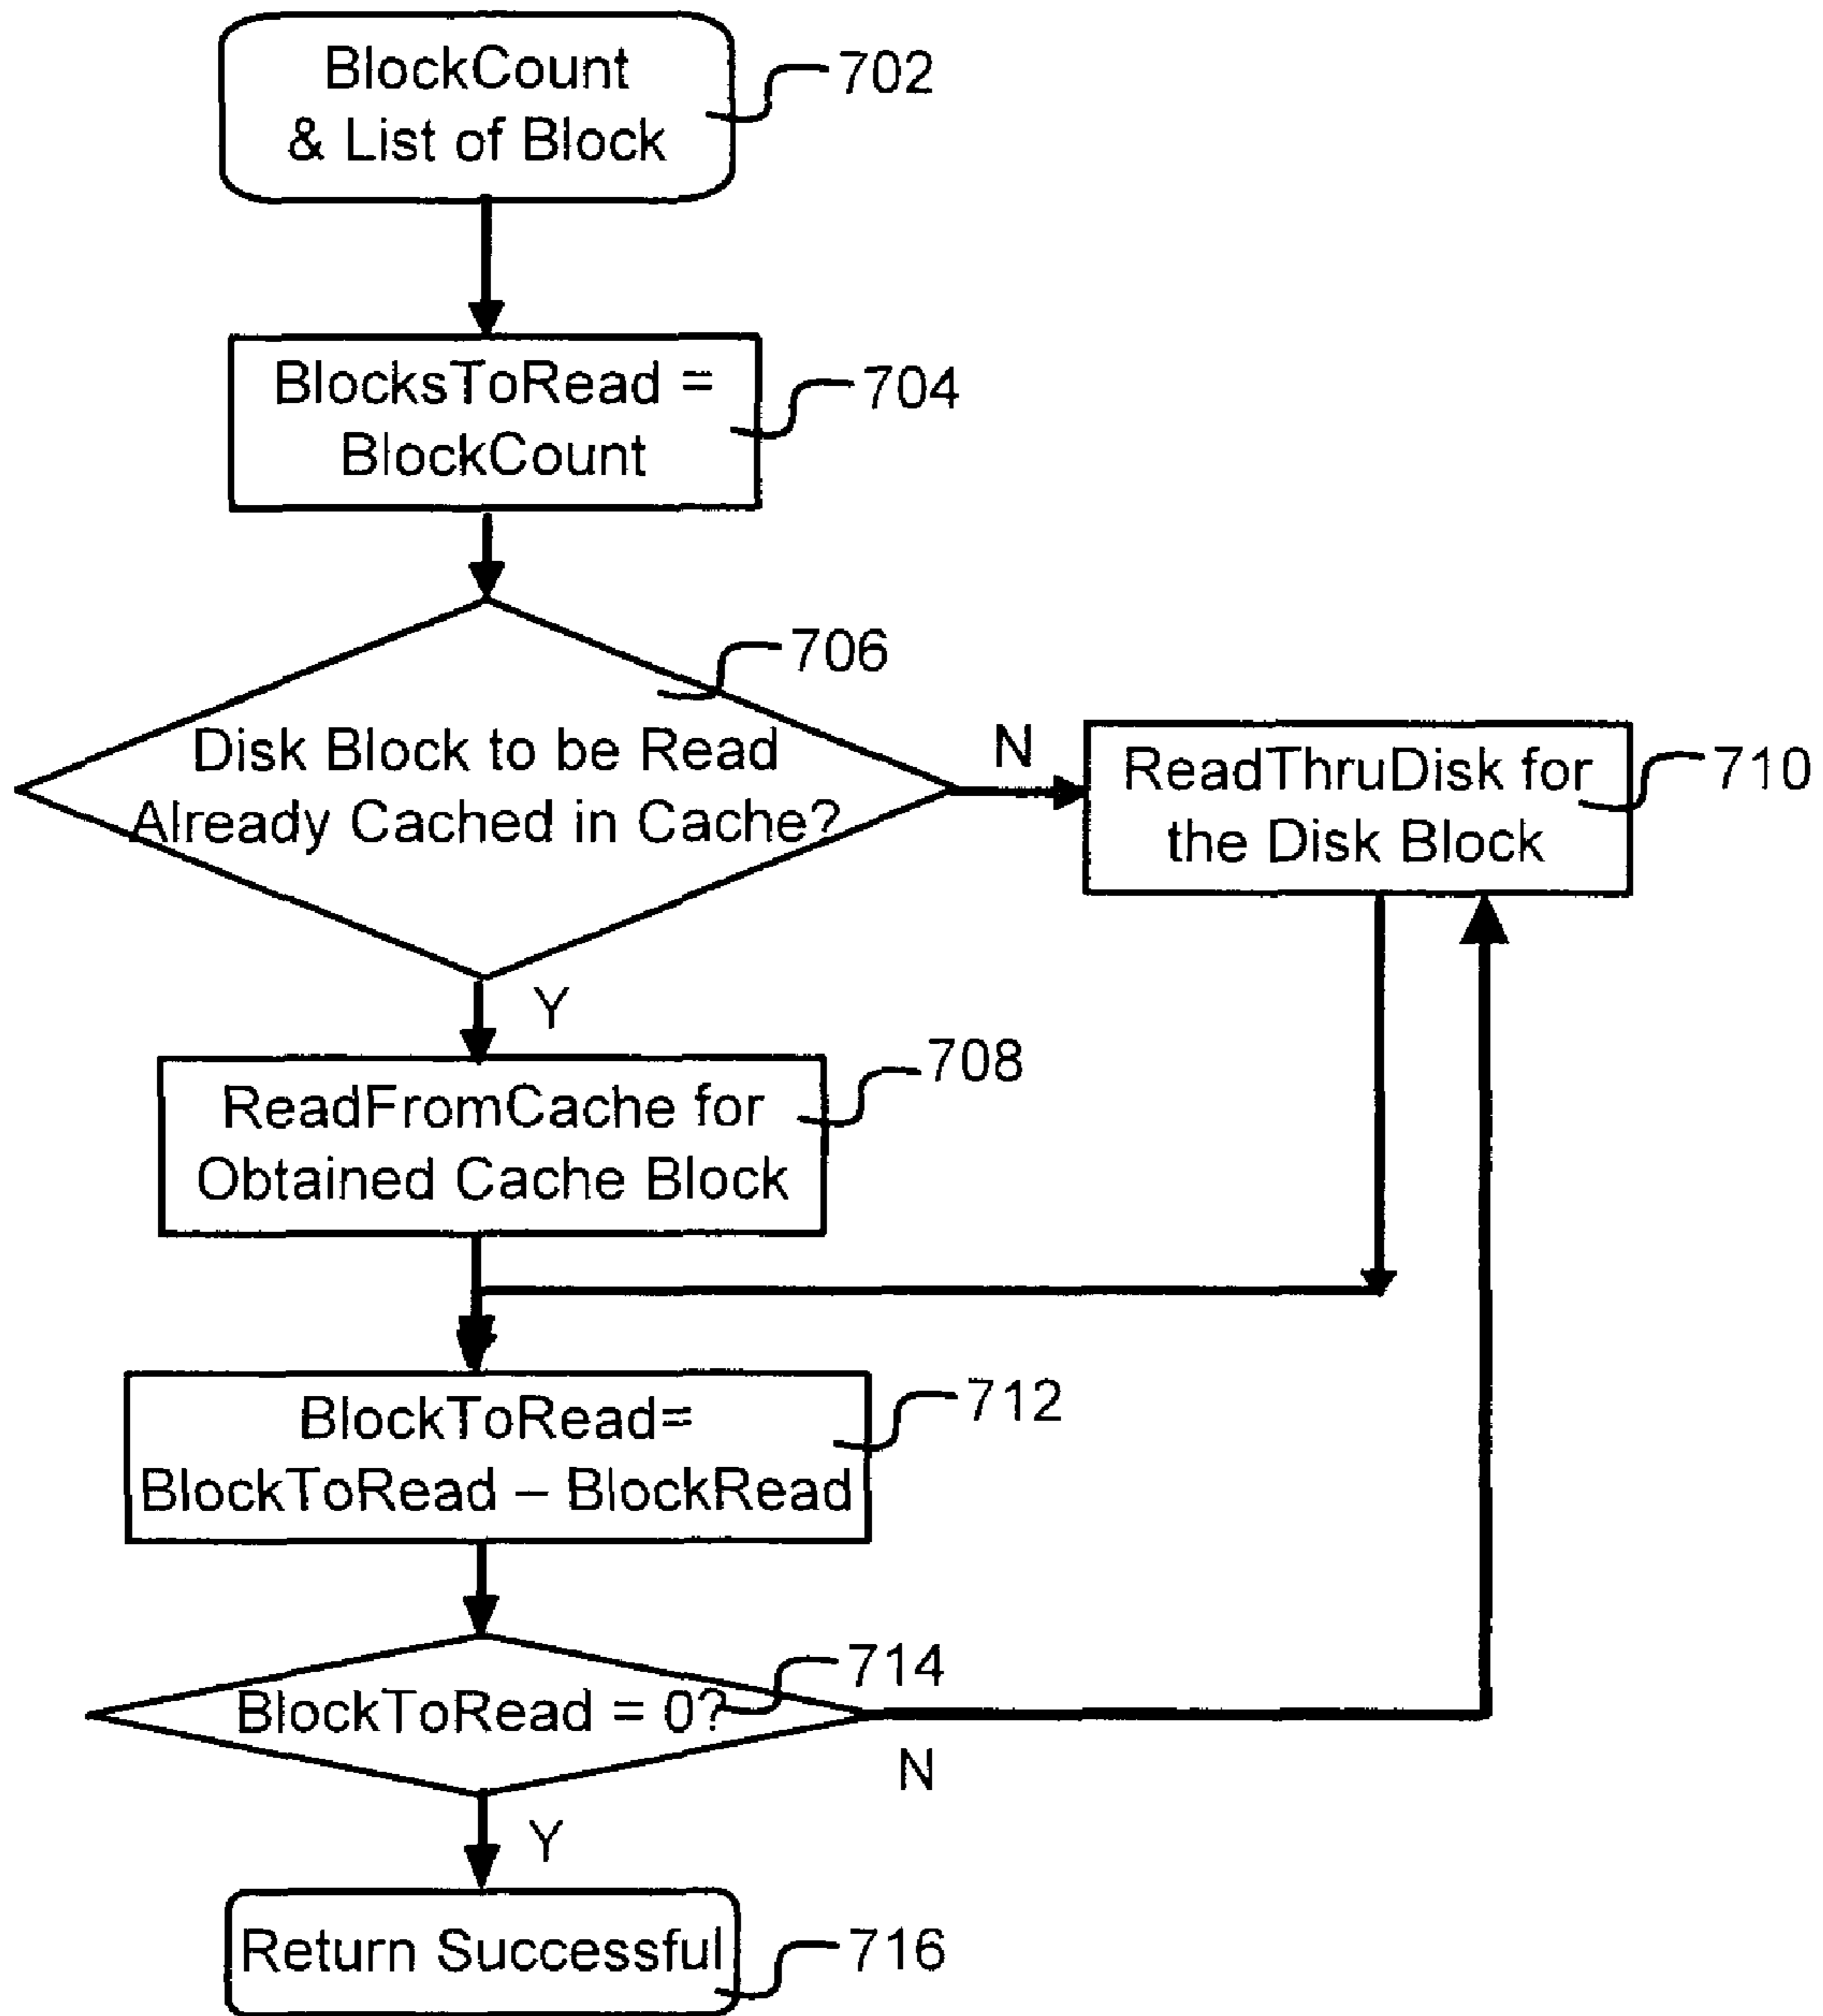 BlockCount
& List of Block
702
BlocksToRead =
BlockCount
704
706
Disk Block to be Read
Already Cached in Cache?
N
ReadThruDisk for
the Disk Block
710
Y
708
ReadFromCache for
Obtained Cache Block
712
BlockToRead=
BlockToRead – BlockRead
714
BlockToRead = 0?
N
Y
Return Successful
716